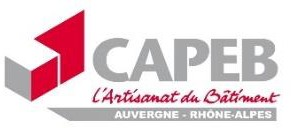 CAPEB
L'Artisanat du Bâtiment
AUVERGNE - RHÔNE-ALPES